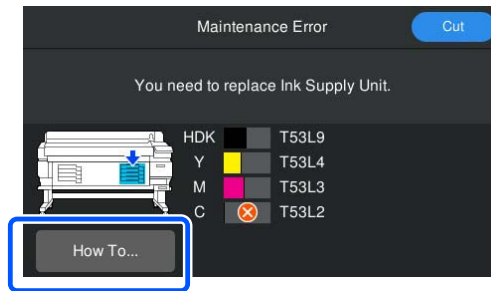 Maintenance Error
Cut
You need to replace Ink Supply Unit.
HDK T53L9
Y T53L4
M T53L3
C T53L2
How To...